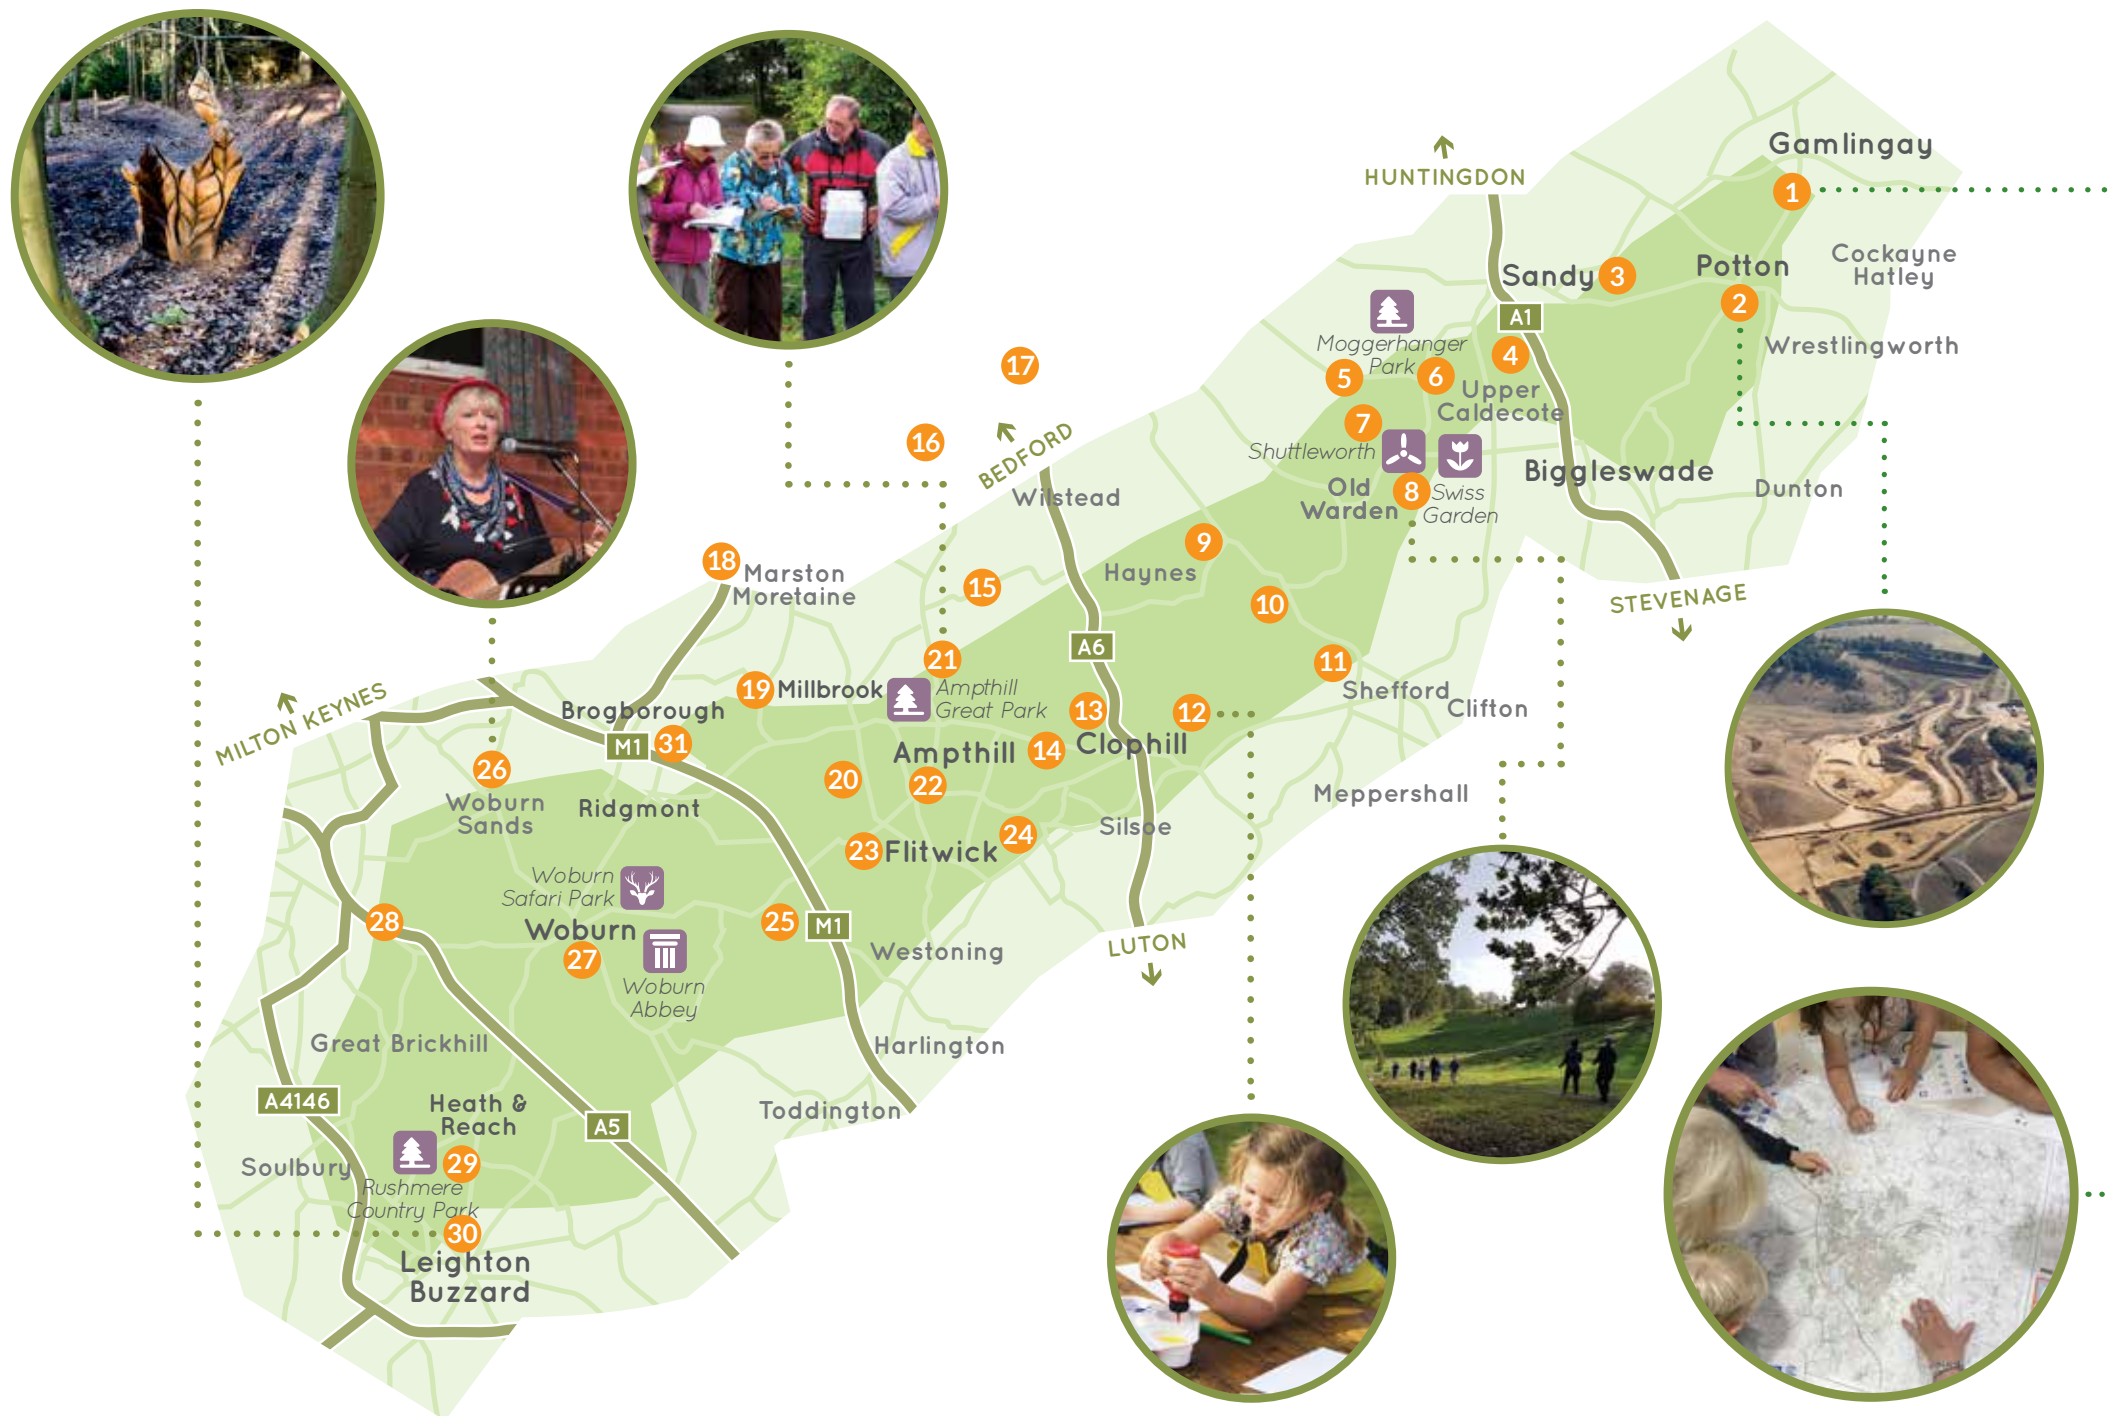 Gamlingay
1
HUNTINGDON
Cockayne
Hatley
Sandy
3
Potton
2
A1
Moggerhanger
Park
4
Wrestlingworth
17
5
6
Upper
Caldecote
7
16
BEDFORD
Shuttleworth
Biggleswade
Wilstead
Old
Warden
8
Swiss
Garden
Dunton
9
18
Marston
Moretaine
15
Haynes
10
STEVENAGE
A6
21
11
Shefford
19
Millbrook
Ampthill
Great Park
MILTON KEYNES
Brogborough
13
12
Clifton
M1
31
Ampthill
14
Clophill
26
20
22
Woburn
Sands
Ridgmont
Meppershall
23
Flitwick
24
Silsoe
Woburn
Safari Park
28
Woburn
25
M1
27
Westoning
LUTON
Woburn
Abbey
Great Brickhill
Harlington
A4146
Heath &
Reach
A5
Toddington
Soulbury
29
Rushmere
Country Park
30
Leighton
Buzzard